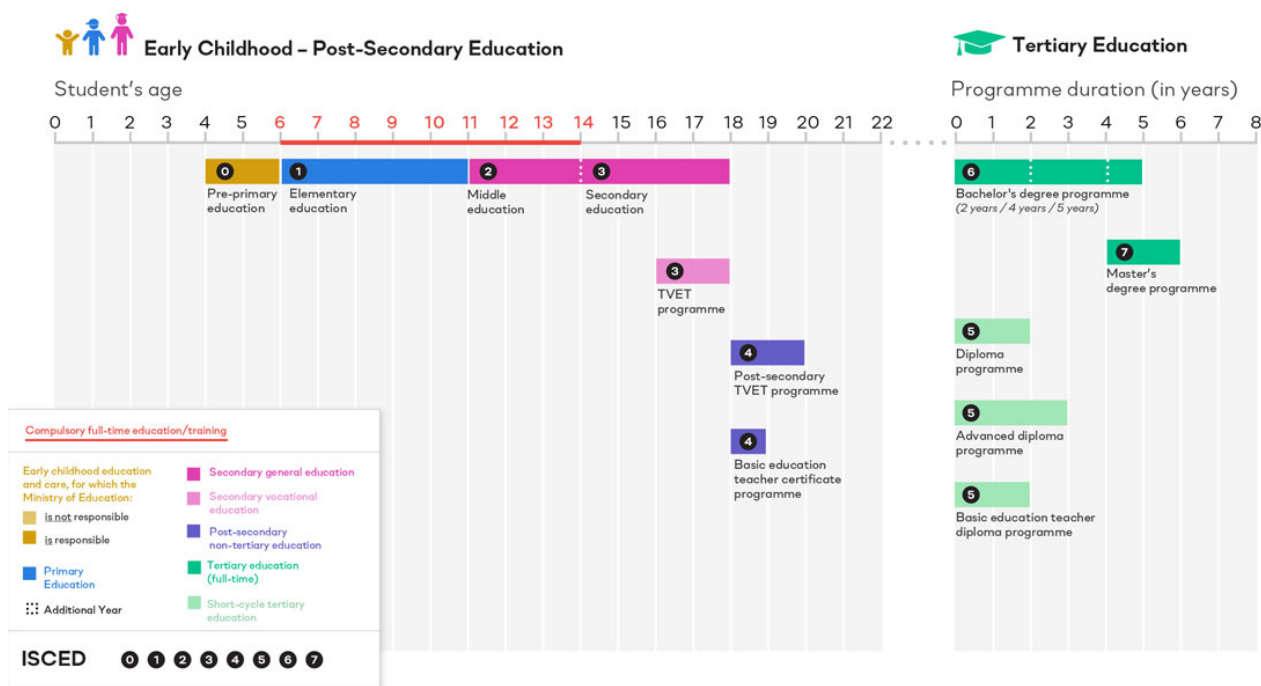 Early Childhood – Post-Secondary Education
Student's age
0 1 2 3 4 5 6 7 8 9 10 11 12 13 14 15 16 17 18 19 20 21 22
0
Pre-primary
education
1
Elementary
education
2
Middle
education
3
Secondary
education
3
TVET
programme
4
Post-secondary
TVET programme
4
Basic education
teacher certificate
programme
Tertiary Education
Programme duration (in years)
0 1 2 3 4 5 6 7 8
6
Bachelor's degree programme
(2 years / 4 years / 5 years)
7
Master's
degree programme
5
Diploma
programme
5
Advanced diploma
programme
5
Basic education teacher
diploma programme
Compulsory full-time education/training
Early childhood education
and care, for which the
Ministry of Education:
is not responsible
is responsible
Primary
Education
Additional Year
Secondary general education
Secondary vocational
education
Post-secondary
non-tertiary education
Tertiary education
(full-time)
Short-cycle tertiary
education
ISCED 0 1 2 3 4 5 6 7